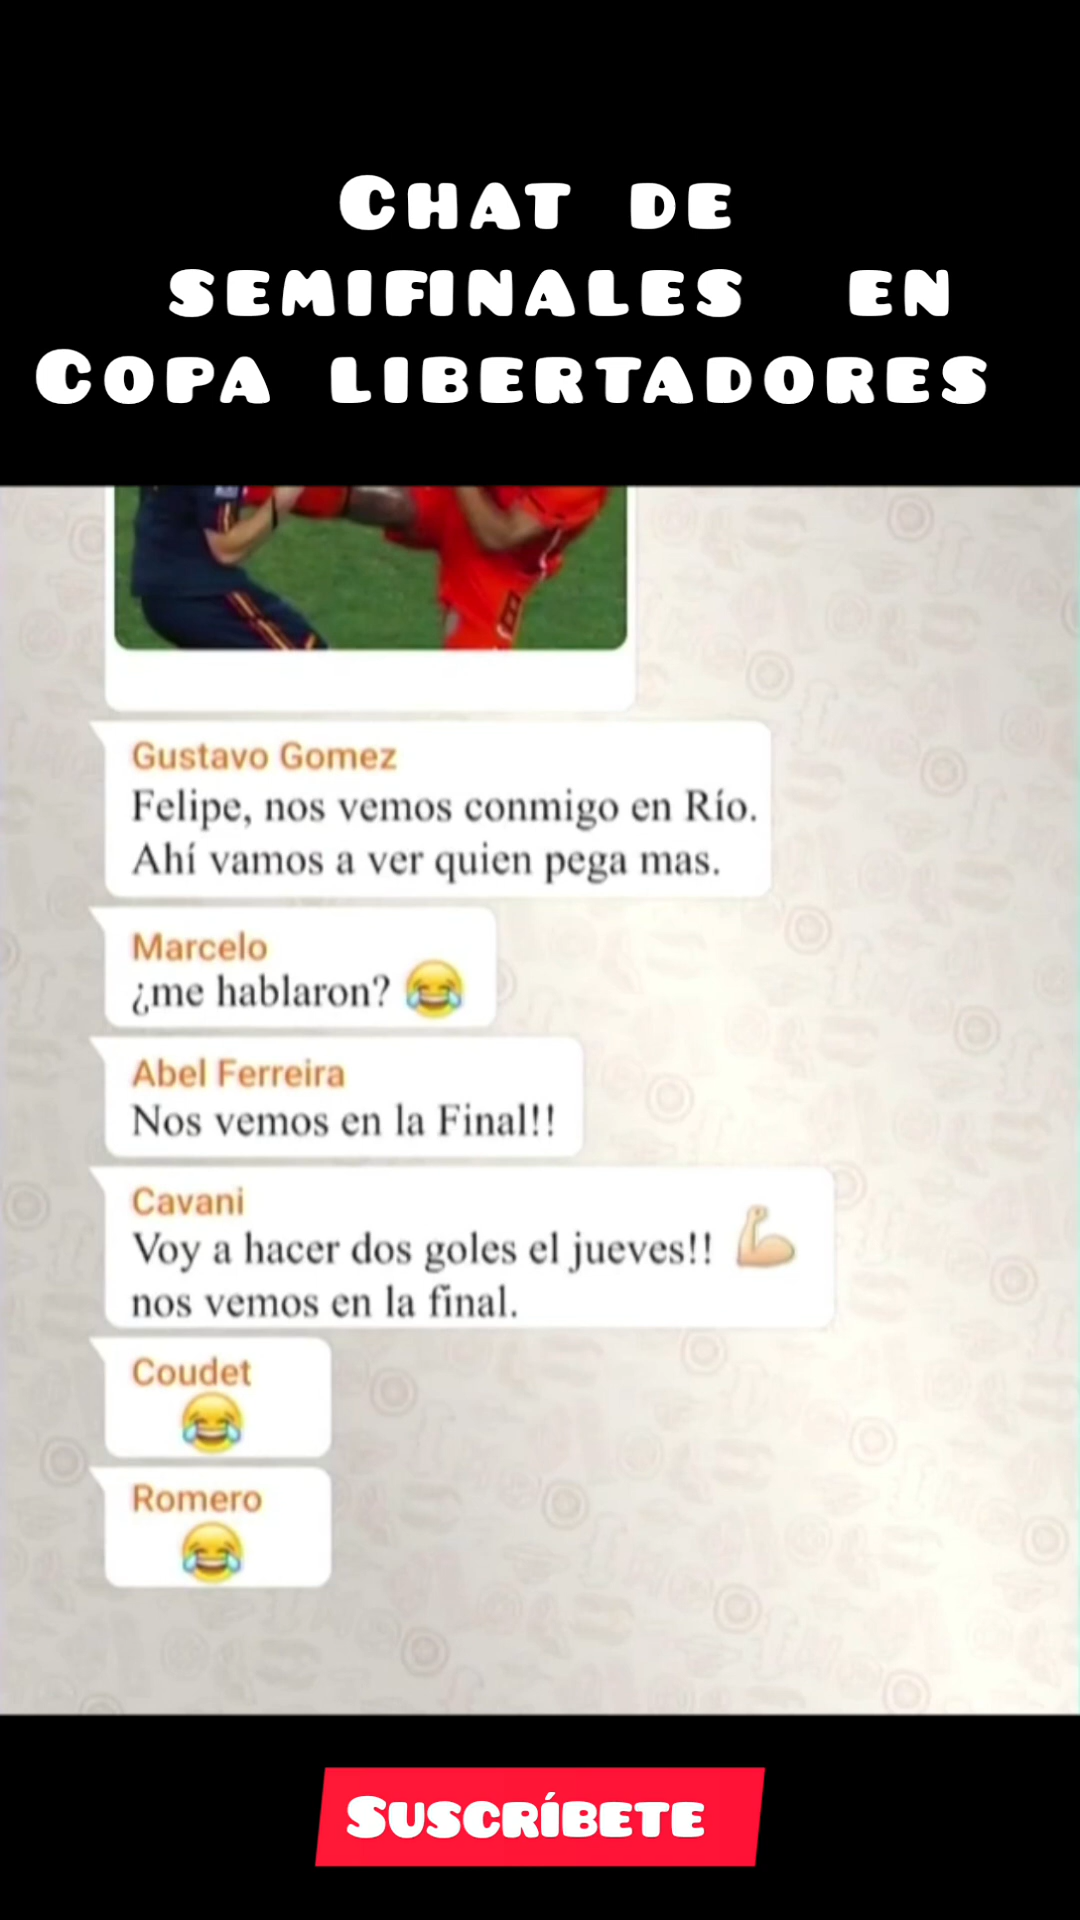 Chat de
semifinales en
Copa libertadores
Gustavo Gomez
Felipe, nos vemos conmigo en Río.
Ahí vamos a ver quien pega mas.
Marcelo
¿me hablaron? 😂
Abel Ferreira
Nos vemos en la Final!!
Cavani
Voy a hacer dos goles el jueves!! 💪
nos vemos en la final.
Coudet
😂
Romero
😂
Suscríbete